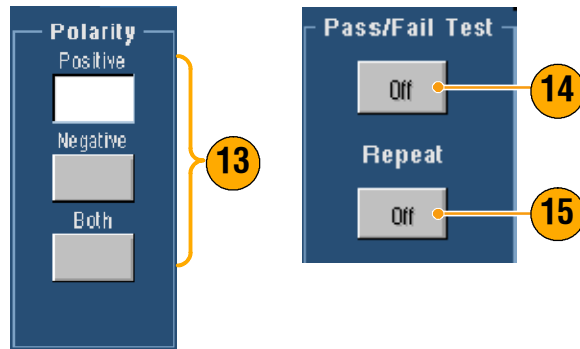 Polarity
Positive
Negative
Both
13
Pass/Fail Test
Off
14
Repeat
Off
15